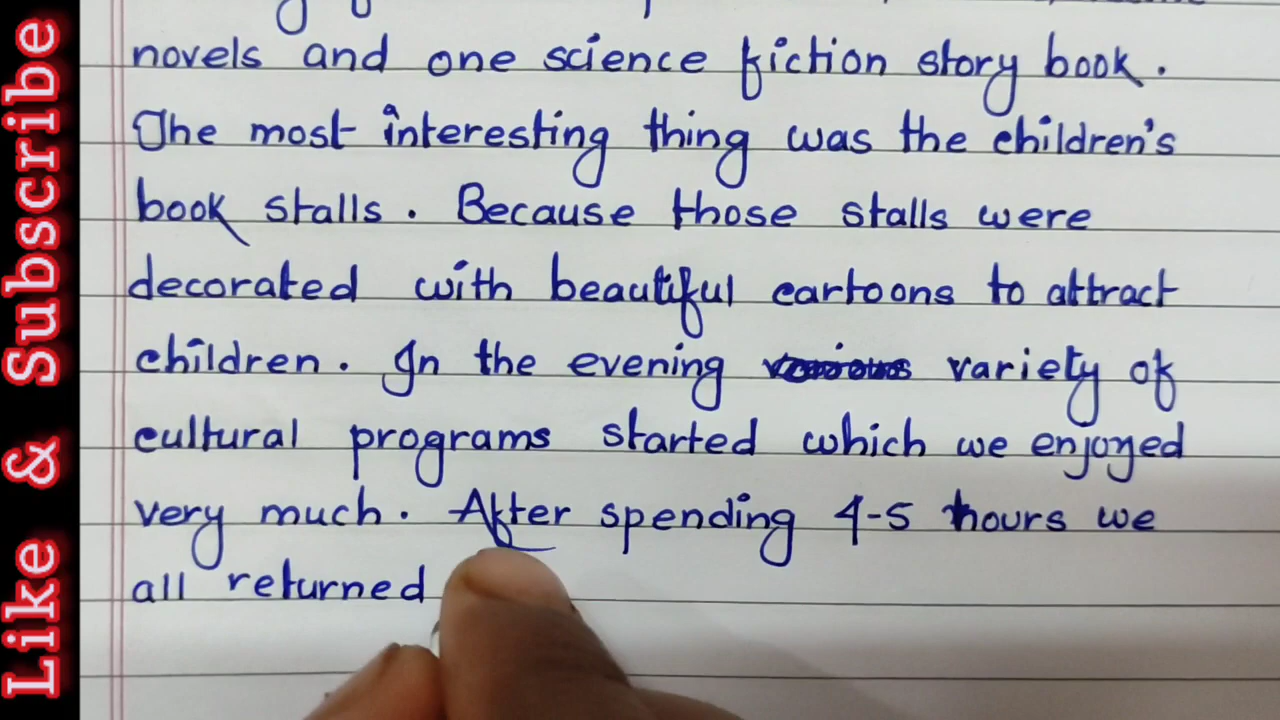 novels and one science fiction story book.
The most interesting thing was the children's
book stalls. Because those stalls were
decorated with beautiful cartoons to attract
children. In the evening variety of
cultural programs started which we enjoyed
very much. After spending 4-5 hours we
all returned
Like & Subscribe